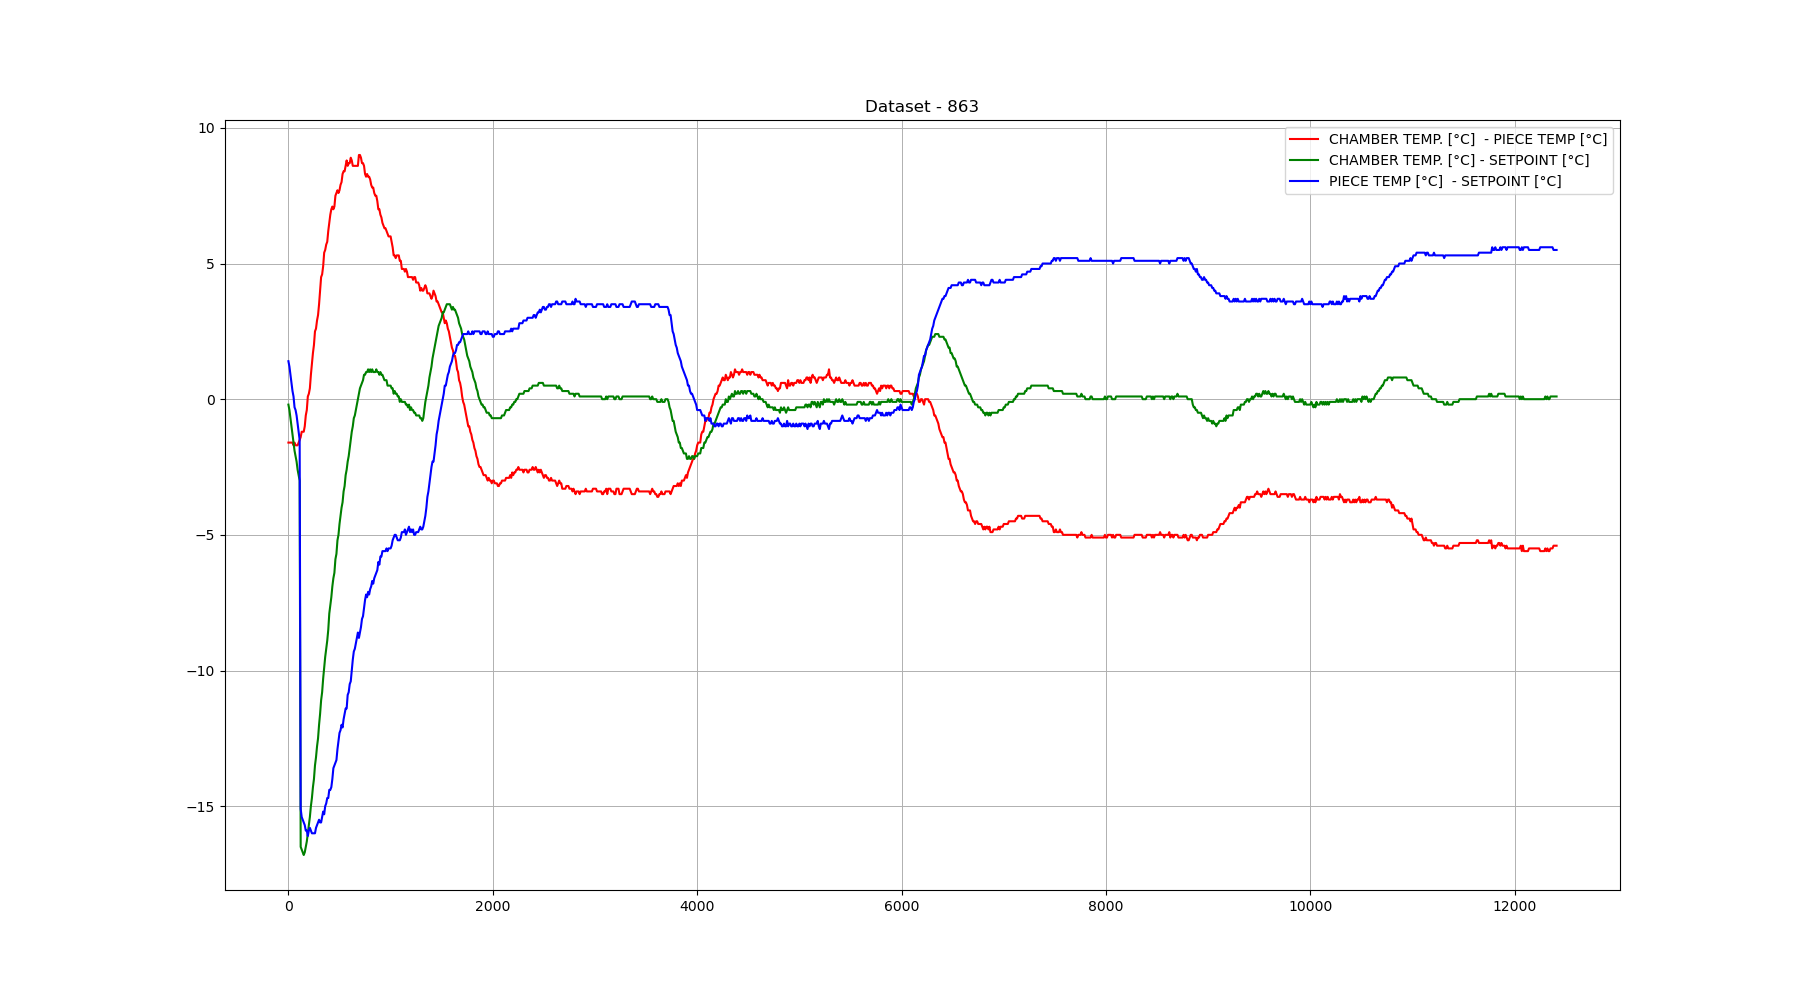 Dataset - 863
CHAMBER TEMP. [°C]  - PIECE TEMP [°C]
CHAMBER TEMP. [°C] - SETPOINT [°C]
PIECE TEMP [°C]  - SETPOINT [°C]
10
5
0
−5
−10
−15
0 2000 4000 6000 8000 10000 12000